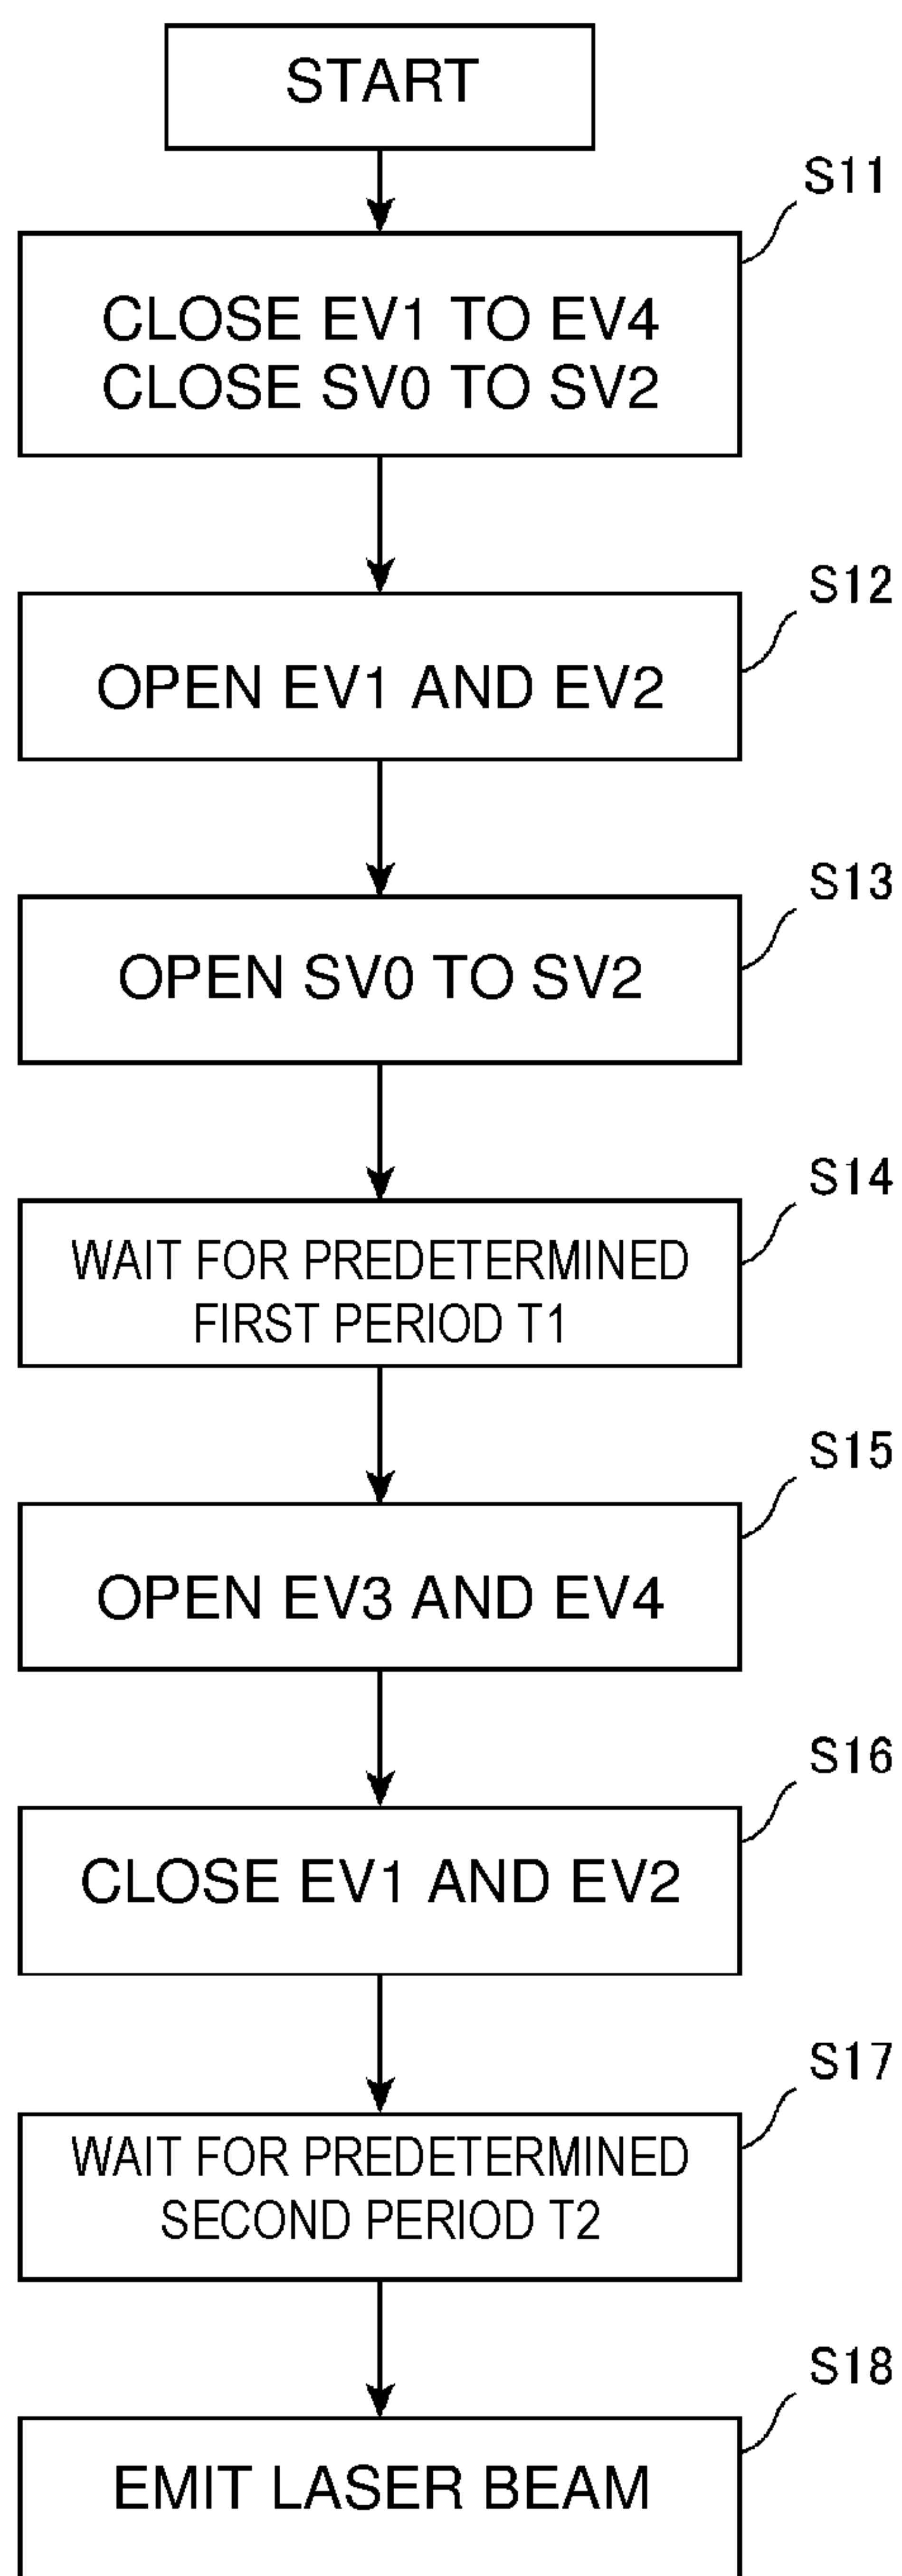 START
S11
CLOSE EV1 TO EV4
CLOSE SV0 TO SV2
S12
OPEN EV1 AND EV2
S13
OPEN SV0 TO SV2
S14
WAIT FOR PREDETERMINED
FIRST PERIOD T1
S15
OPEN EV3 AND EV4
S16
CLOSE EV1 AND EV2
S17
WAIT FOR PREDETERMINED
SECOND PERIOD T2
S18
EMIT LASER BEAM